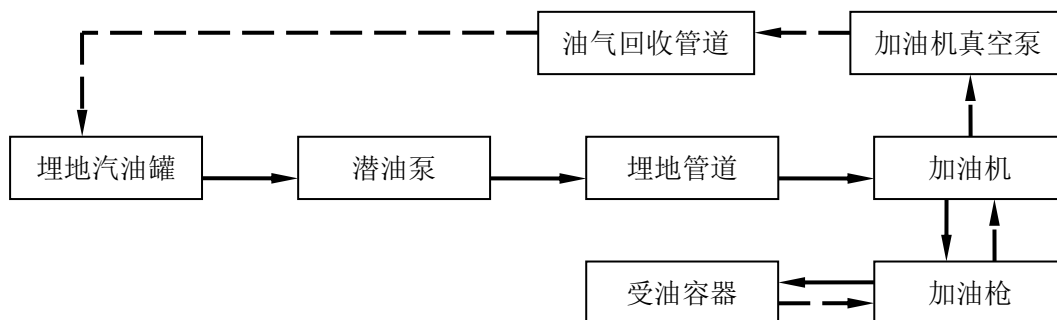 油气回收管道
加油机真空泵
埋地汽油罐
潜油泵
埋地管道
加油机
受油容器
加油枪